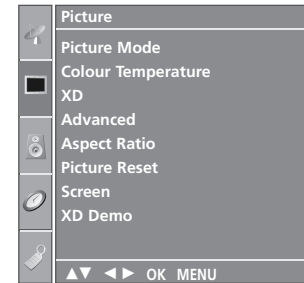 Picture
Picture Mode
Colour Temperature
XD
Advanced
Aspect Ratio
Picture Reset
Screen
XD Demo
▲▼ ◄► OK MENU